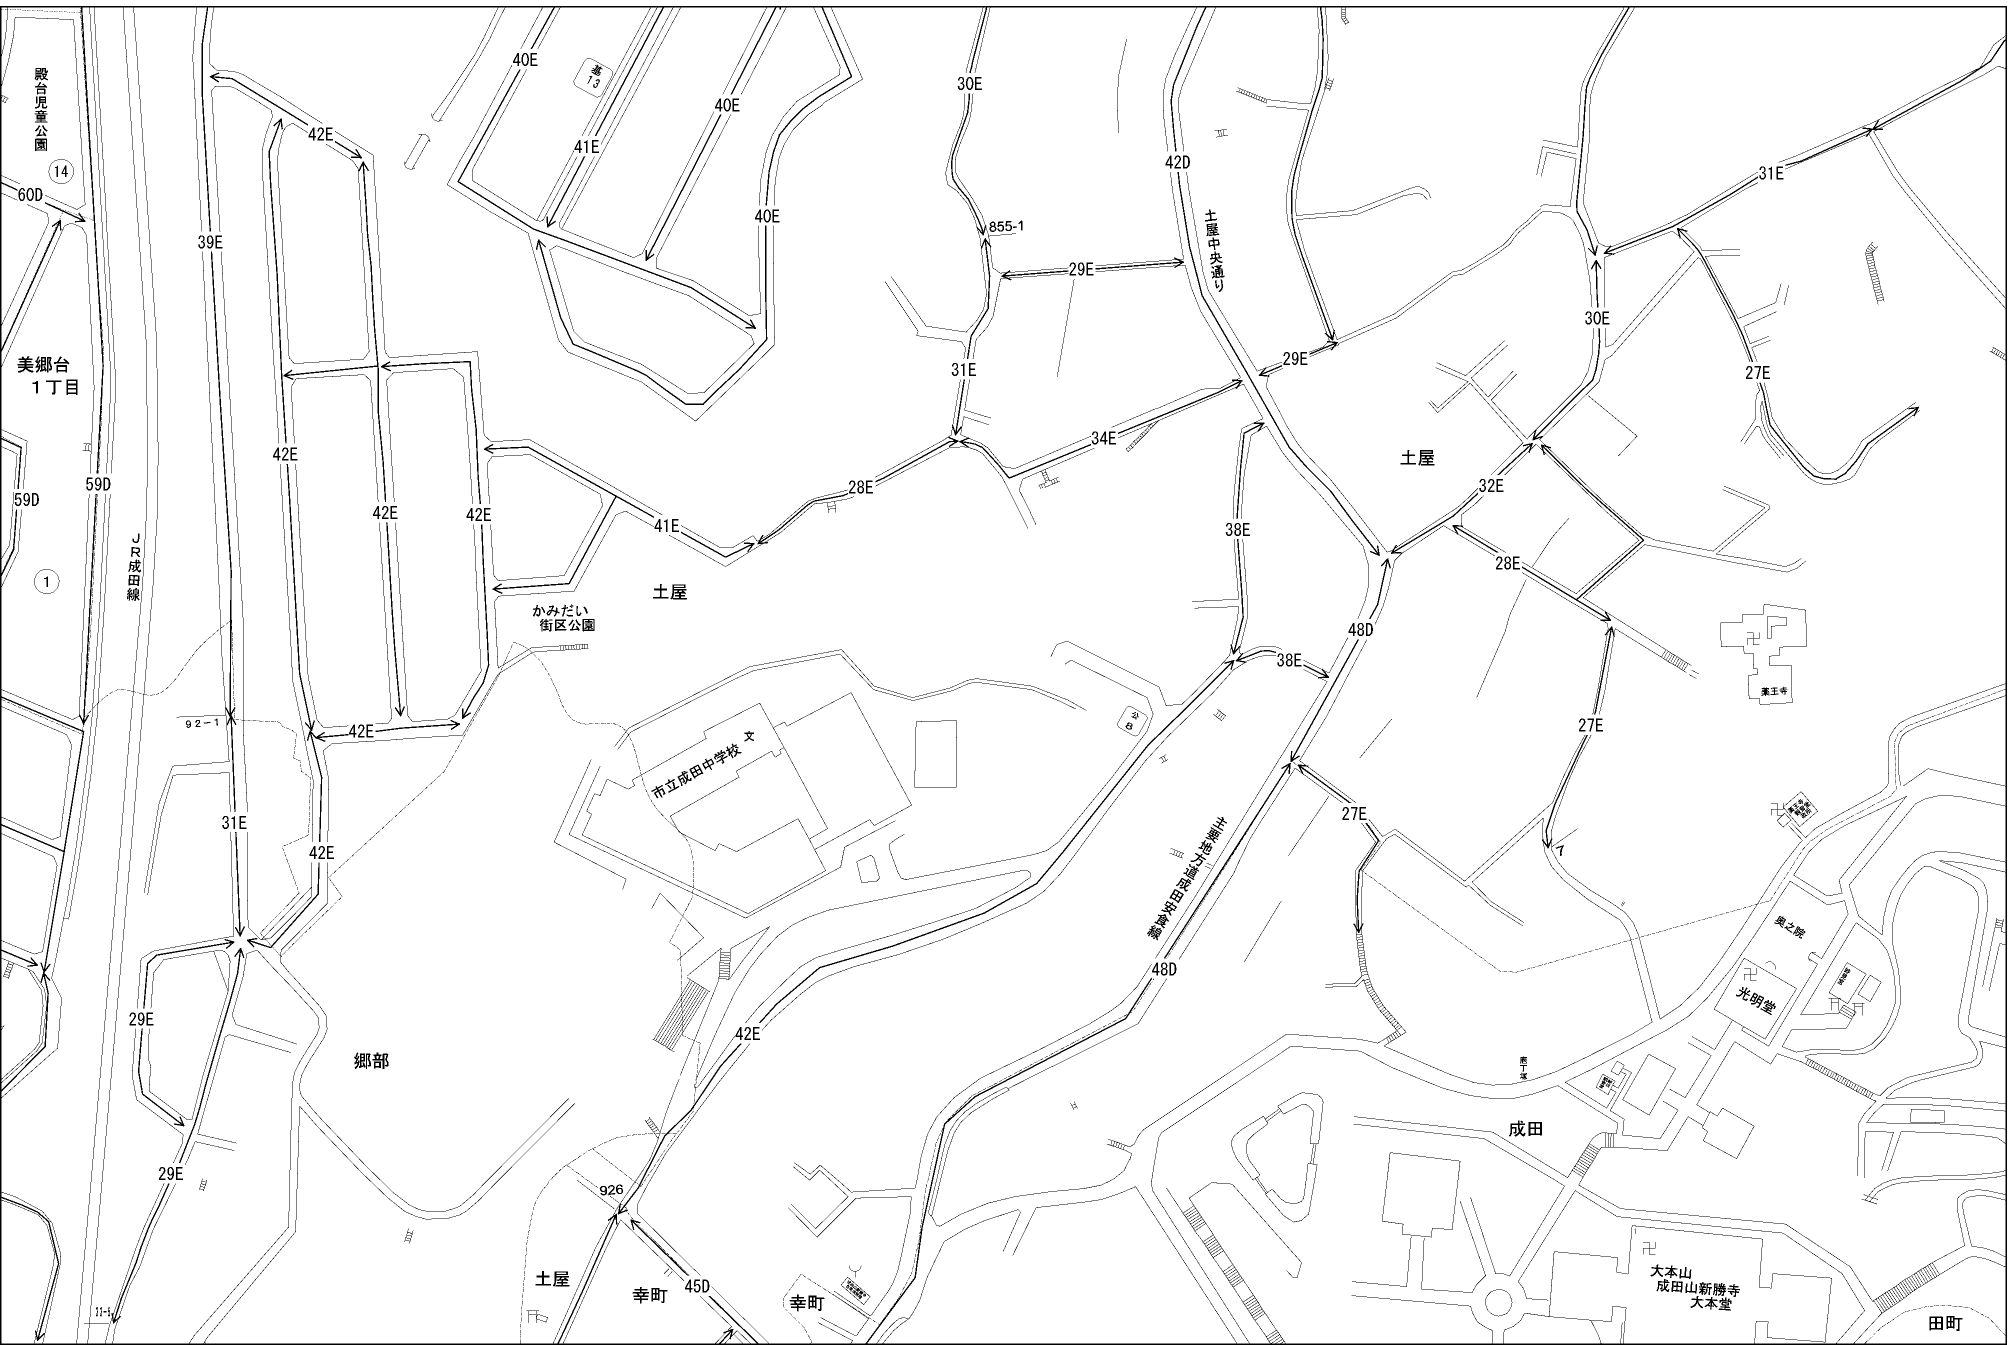 殿台児童公園
14
60D
美郷台
1丁目
59D
59D
1
JR成田線
39E
42E
40E
基
13
41E
40E
40E
30E
855-1
29E
42D
土屋中央通り
31E
30E
27E
29E
31E
34E
28E
42E
42E
42E
41E
土屋
かみだい
街区公園
土屋
32E
28E
38E
48D
38E
27E
薬王寺
92-1
42E
31E
42E
市立成田中学校
文
公
8
27E
主要地方道成田安食線
48D
奥之院
光明堂
29E
郷部
42E
成田
29E
926
土屋
幸町
45D
幸町
大本山
成田山新勝寺
大本堂
田町